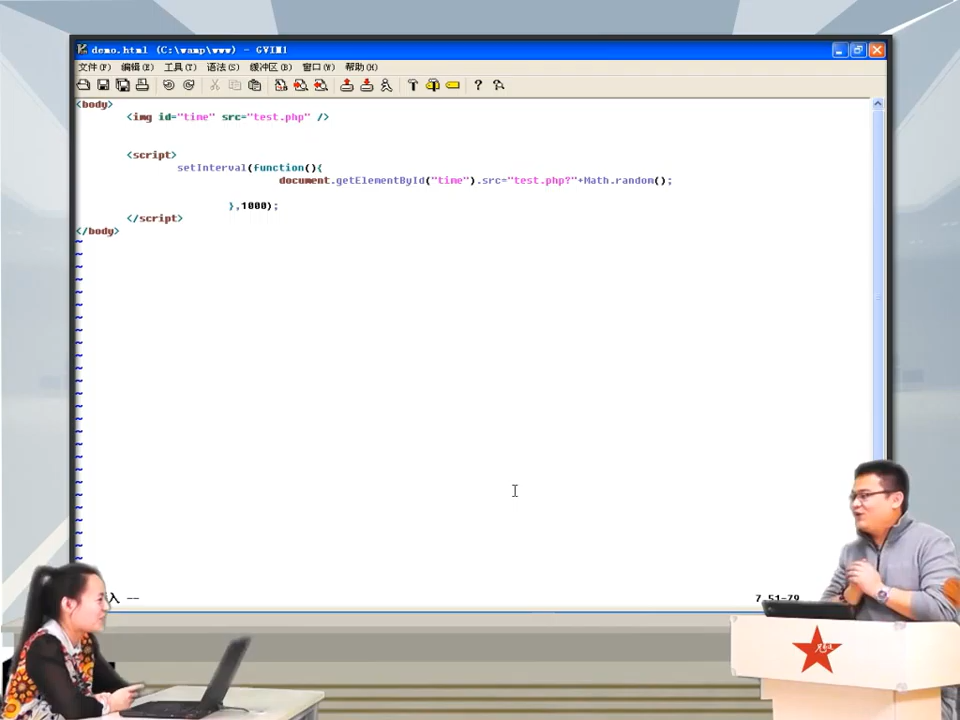 demo.html (C:\wamp\www) - GVIM1
文件(F) 编辑(E) 工具(T) 语法(S) 缓冲区(B) 窗口(W) 帮助(H)
<body>
<img id="time" src="test.php" />
<script>
setInterval(function(){
document.getElementById("time").src="test.php?"+Math.random();
},1000);
</script>
</body>
入 --
7,51-79